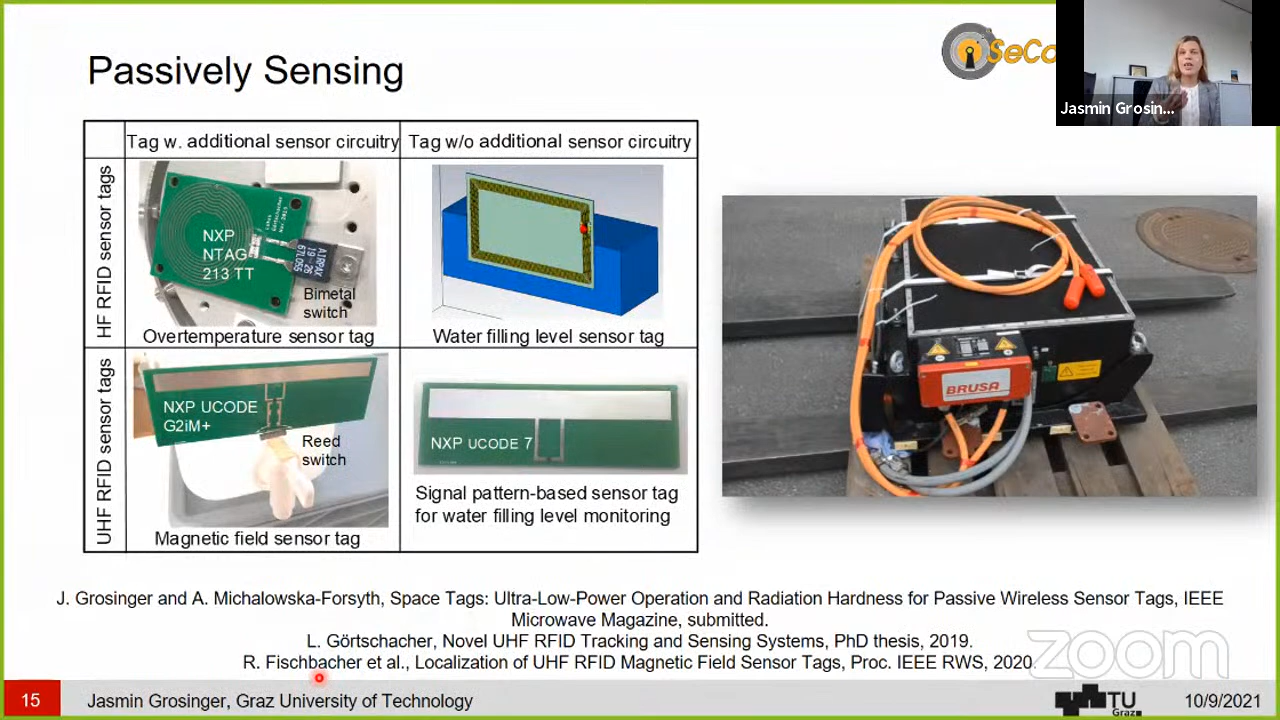 Passively Sensing
SeCo
Jasmin Grosin...
Tag w. additional sensor circuitry
Tag w/o additional sensor circuitry
HF RFID sensor tags
NXP
NTAG
213 TT
AIRPAX
67L055
Bimetal
switch
Overtemperature sensor tag
Water filling level sensor tag
UHF RFID sensor tags
NXP UCODE
G2iM+
Reed
switch
Magnetic field sensor tag
NXP UCODE 7
Signal pattern-based sensor tag
for water filling level monitoring
BRUSA
J. Grosinger and A. Michalowska-Forsyth, Space Tags: Ultra-Low-Power Operation and Radiation Hardness for Passive Wireless Sensor Tags, IEEE
Microwave Magazine, submitted.
L. Görtschacher, Novel UHF RFID Tracking and Sensing Systems, PhD thesis, 2019.
R. Fischbacher et al., Localization of UHF RFID Magnetic Field Sensor Tags, Proc. IEEE RWS, 2020.
zoom
15
Jasmin Grosinger, Graz University of Technology
TU
Graz
10/9/2021